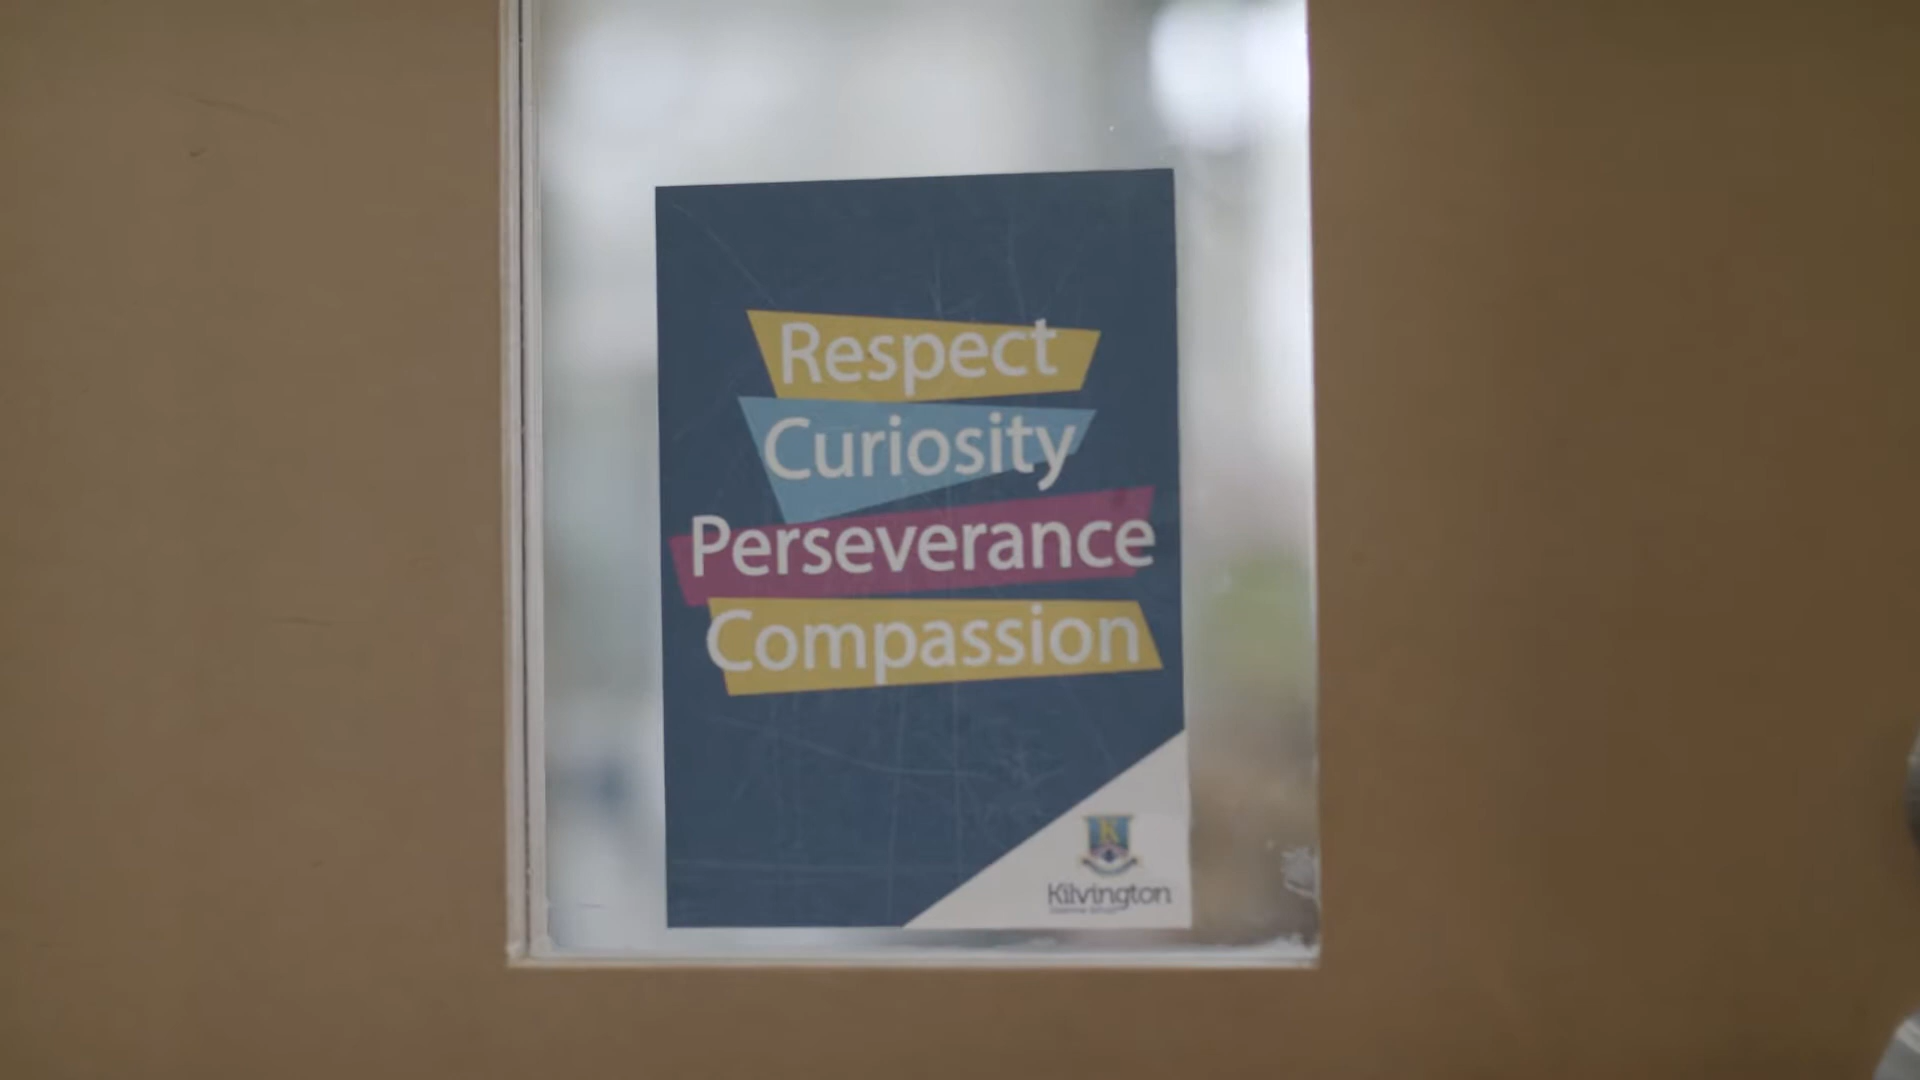 Respect
Curiosity
Perseverance
Compassion
K
Kilvington